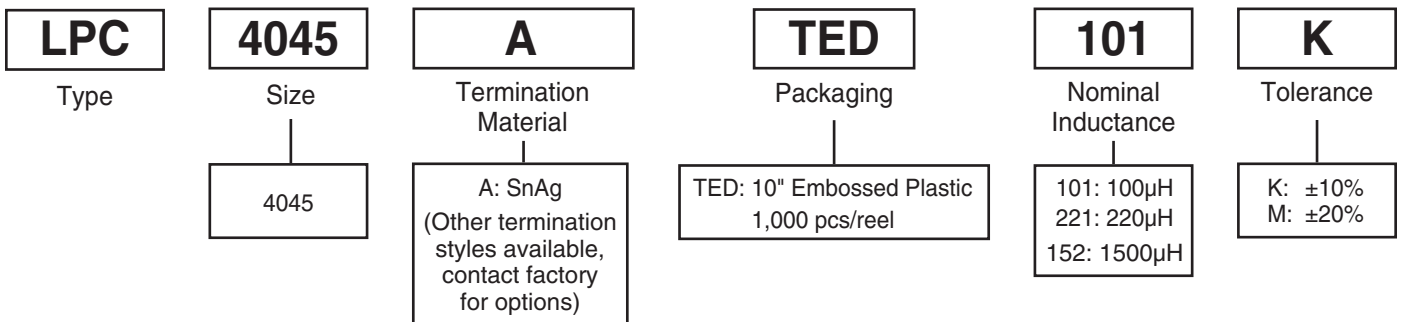 LPC 4045 A TED 101 K
Type Size Termination Material Packaging Nominal Inductance Tolerance
4045
A: SnAg
(Other termination
styles available,
contact factory
for options)
TED: 10" Embossed Plastic
1,000 pcs/reel
101: 100µH
221: 220µH
152: 1500µH
K: ±10%
M: ±20%